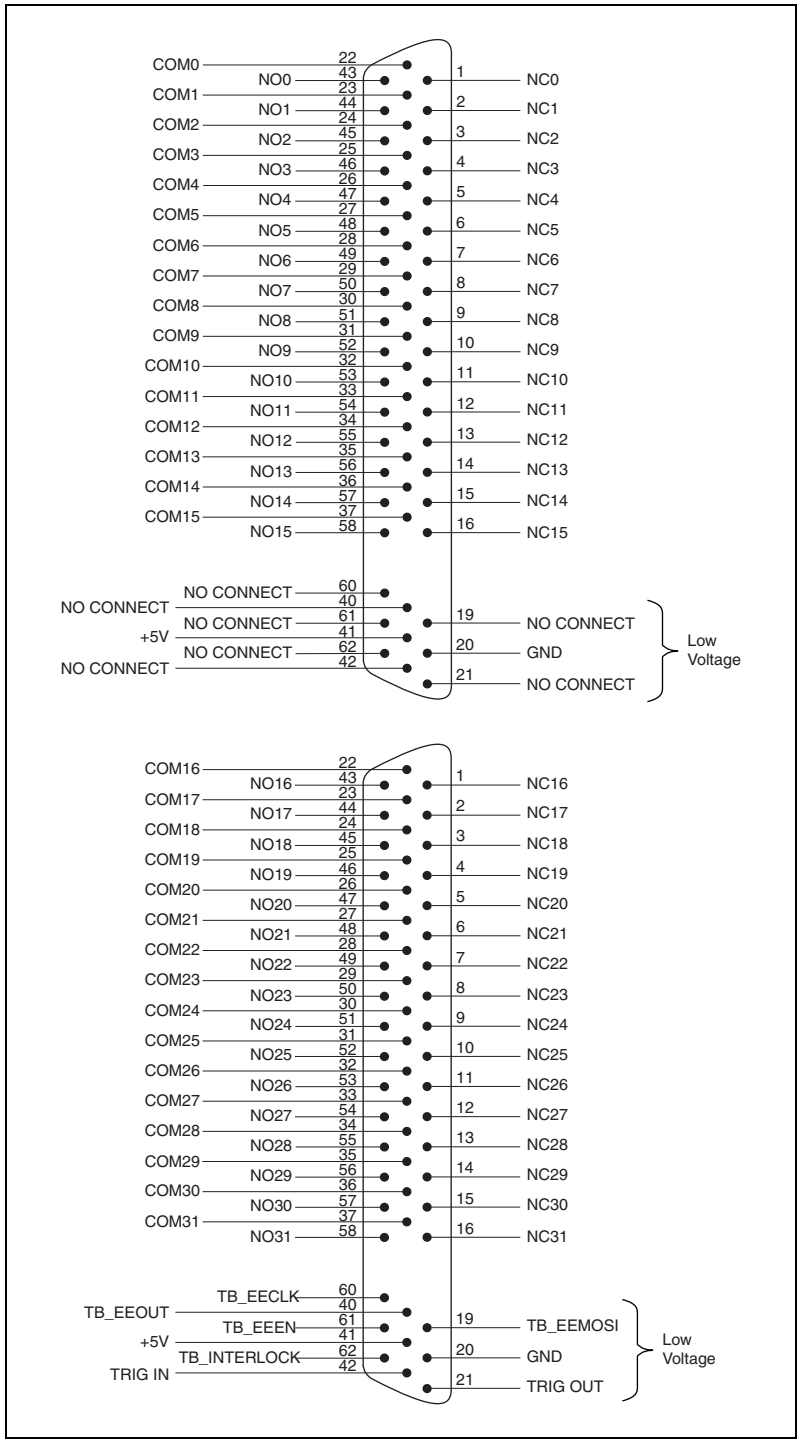 COM0 22
NO0 43 1 NC0
COM1 23
NO1 44 2 NC1
COM2 24
NO2 45 3 NC2
COM3 25
NO3 46 4 NC3
COM4 26
NO4 47 5 NC4
COM5 27
NO5 48 6 NC5
COM6 28
NO6 49 7 NC6
COM7 29
NO7 50 8 NC7
COM8 30
NO8 51 9 NC8
COM9 31
NO9 52 10 NC9
COM10 32
NO10 53 11 NC10
COM11 33
NO11 54 12 NC11
COM12 34
NO12 55 13 NC12
COM13 35
NO13 56 14 NC13
COM14 36
NO14 57 15 NC14
COM15 37
NO15 58 16 NC15
NO CONNECT 60
NO CONNECT 40
NO CONNECT 61 19 NO CONNECT
+5V 41
NO CONNECT 62 20 GND
NO CONNECT 42
21 NO CONNECT
Low
Voltage
COM16 22
NO16 43 1 NC16
COM17 23
NO17 44 2 NC17
COM18 24
NO18 45 3 NC18
COM19 25
NO19 46 4 NC19
COM20 26
NO20 47 5 NC20
COM21 27
NO21 48 6 NC21
COM22 28
NO22 49 7 NC22
COM23 29
NO23 50 8 NC23
COM24 30
NO24 51 9 NC24
COM25 31
NO25 52 10 NC25
COM26 32
NO26 53 11 NC26
COM27 33
NO27 54 12 NC27
COM28 34
NO28 55 13 NC28
COM29 35
NO29 56 14 NC29
COM30 36
NO30 57 15 NC30
COM31 37
NO31 58 16 NC31
TB_EECLK 60
TB_EEOUT 40
TB_EEEN 61 19 TB_EEMOSI
+5V 41
TB_INTERLOCK 62 20 GND
TRIG IN 42
21 TRIG OUT
Low
Voltage